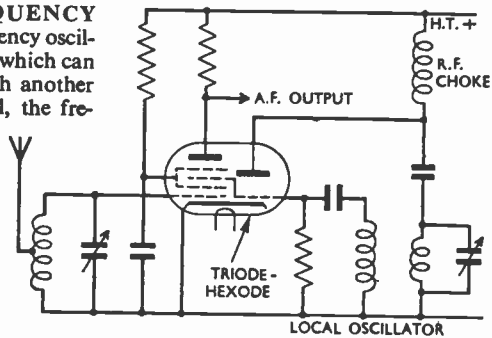 QUENCY
ency oscil-
which can
h another
l, the fre-
H.T. +
R.F.
CHOKE
A.F. OUTPUT
TRIODE-
HEXODE
LOCAL OSCILLATOR